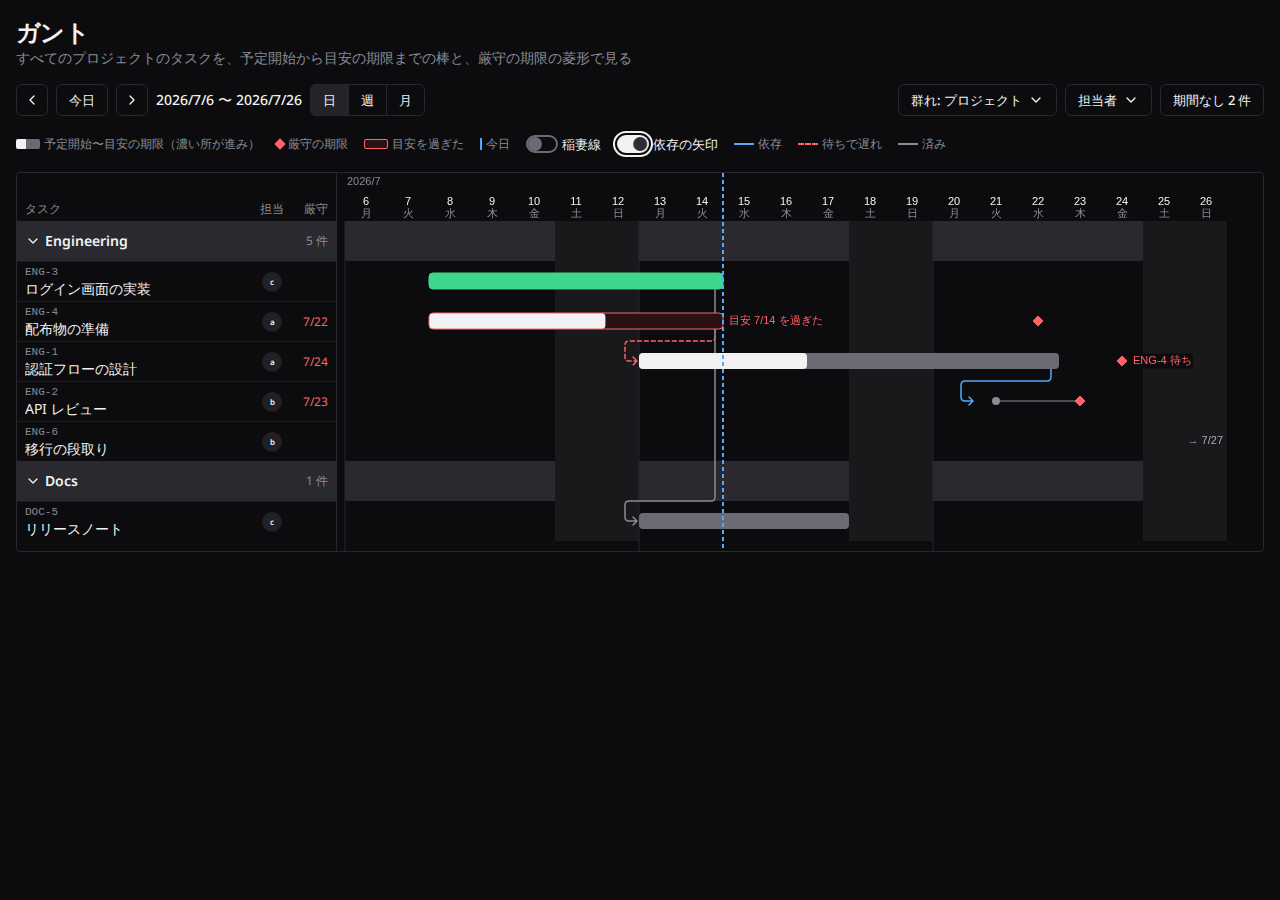 ガント
すべてのプロジェクトのタスクを、予定開始から目安の期限までの棒と、厳守の期限の菱形で見る
今日 2026/7/6 〜 2026/7/26 日 週 月 群れ: プロジェクト 担当者 期間なし 2 件
予定開始〜目安の期限（濃い所が進み） 厳守の期限 目安を過ぎた 今日 稲妻線 依存の矢印 依存 待ちで遅れ 済み
2026/7
タスク 担当 厳守
6 7 8 9 10 11 12 13 14 15 16 17 18 19 20 21 22 23 24 25 26
月 火 水 木 金 土 日 月 火 水 木 金 土 日 月 火 水 木 金 土 日
Engineering 5 件
ENG-3
ログイン画面の実装 c
ENG-4
配布物の準備 a 7/22 目安 7/14 を過ぎた
ENG-1
認証フローの設計 a 7/24 ENG-4 待ち
ENG-2
API レビュー b 7/23
ENG-6
移行の段取り b → 7/27
Docs 1 件
DOC-5
リリースノート c